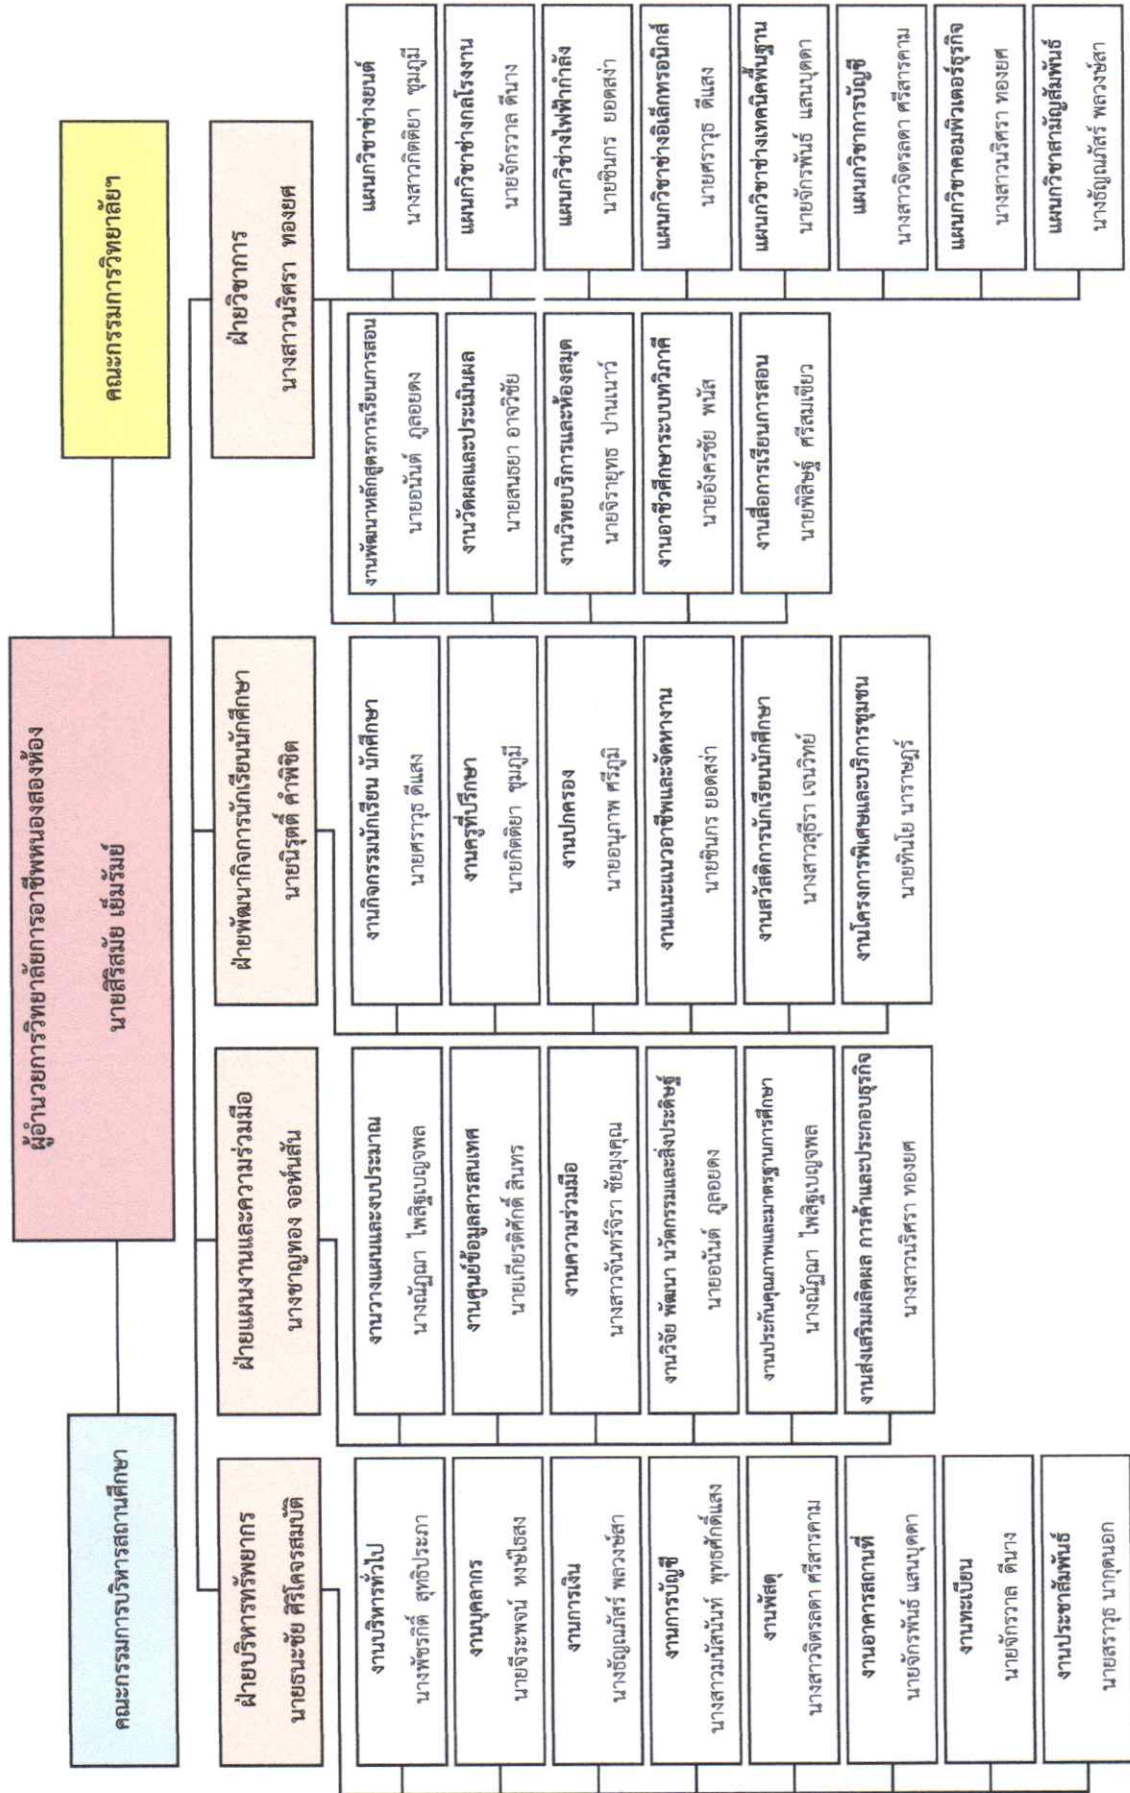 ผู้อำนวยการวิทยาลัยการอาชีพหนองสองห้อง
นายสิริสมัย เย็มรัมย์
คณะกรรมการบริหารสถานศึกษา
คณะกรรมการวิทยาลัยฯ
ฝ่ายบริหารทรัพยากร
นายธนะชัย ศิริโคจรสมบัติ
งานบริหารทั่วไป
นางพัชรกิติ์ สุทธิประภา
งานบุคลากร
นายจีระพจน์ หงษ์ไธสง
งานการเงิน
นางธัญณภัสร์ พลวงษ์สา
งานการบัญชี
นางสาวมนัสนันท์ พุทธศักดิ์แสง
งานพัสดุ
นางสาวจิตรลดา ศรีสารคาม
งานอาคารสถานที่
นายจักรพันธ์ แสนบุดดา
งานทะเบียน
นายจักรวาล ดีนาง
งานประชาสัมพันธ์
นายสราวุธ นากุดนอก
ฝ่ายแผนงานและความร่วมมือ
นางชาญทอง จอห์นสัน
งานวางแผนและงบประมาณ
นางณัฏฌา ไพสิฐเบญจพล
งานศูนย์ข้อมูลสารสนเทศ
นายเกียรติศักดิ์ สินทร
งานความร่วมมือ
นางสาวจันทร์จิรา ชัยมุงคุณ
งานวิจัย พัฒนา นวัตกรรมและสิ่งประดิษฐ์
นายอนันต์ ภูลอยดง
งานประกันคุณภาพและมาตรฐานการศึกษา
นางณัฏฌา ไพสิฐเบญจพล
งานส่งเสริมผลิตผล การค้าและประกอบธุรกิจ
นางสาวนริศรา ทองยศ
ฝ่ายพัฒนากิจการนักเรียนนักศึกษา
นายนิรุตติ์ คำพิชิต
งานกิจกรรมนักเรียน นักศึกษา
นายศราวุธ ดีแสง
งานครูที่ปรึกษา
นายกิตติยา ชุมภูมี
งานปกครอง
นายอนุภาพ ศรีภูมิ
งานแนะแนวอาชีพและจัดหางาน
นายชินกร ยอดสง่า
งานสวัสดิการนักเรียนนักศึกษา
นางสาวสุธีรา เจนวิทย์
งานโครงการพิเศษและบริการชุมชน
นายทินโย นาราษฎร์
ฝ่ายวิชาการ
นางสาวนริศรา ทองยศ
งานพัฒนาหลักสูตรการเรียนการสอน
นายอนันต์ ภูลอยดง
งานวัดผลและประเมินผล
นายสนธยา อาจวิชัย
งานวิทยบริการและห้องสมุด
นายจิรายุทธ ปานเนาว์
งานอาชีวศึกษาระบบทวิภาคี
นายอังครชัย พนัส
งานสื่อการเรียนการสอน
นายพิสิษฐ์ ศรีสมเขียว
แผนกวิชาช่างยนต์
นางสาวกิตติยา ชุมภูมี
แผนกวิชาช่างกลโรงงาน
นายจักรวาล ดีนาง
แผนกวิช่างไฟฟ้ากำลัง
นายชินกร ยอดสง่า
แผนกวิชาช่างอิเล็กทรอนิกส์
นายศราวุธ ดีแสง
แผนกวิชาช่างเทคนิคพื้นฐาน
นายจักรพันธ์ แสนบุดดา
แผนกวิชาการบัญชี
นางสาวจิตรลดา ศรีสารคาม
แผนกวิชาคอมพิวเตอร์ธุรกิจ
นางสาวนริศรา ทองยศ
แผนกวิชาสามัญสัมพันธ์
นางธัญณภัสร์ พลวงษ์สา